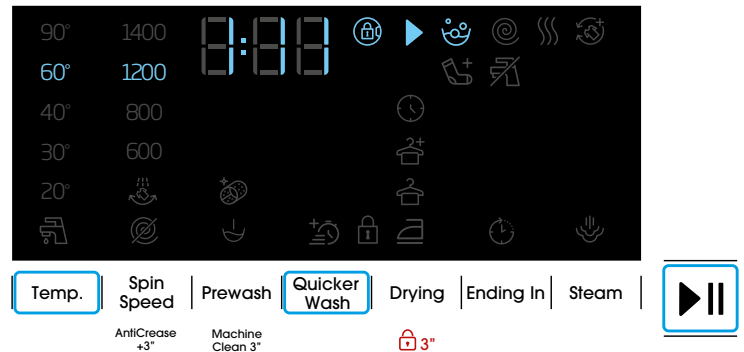 90° 1400 1:11
60° 1200
40° 800
30° 600
20°
Temp.
Spin
Speed
Prewash
Quicker
Wash
Drying
Ending In
Steam
AntiCrease
+3"
Machine
Clean 3"
3"